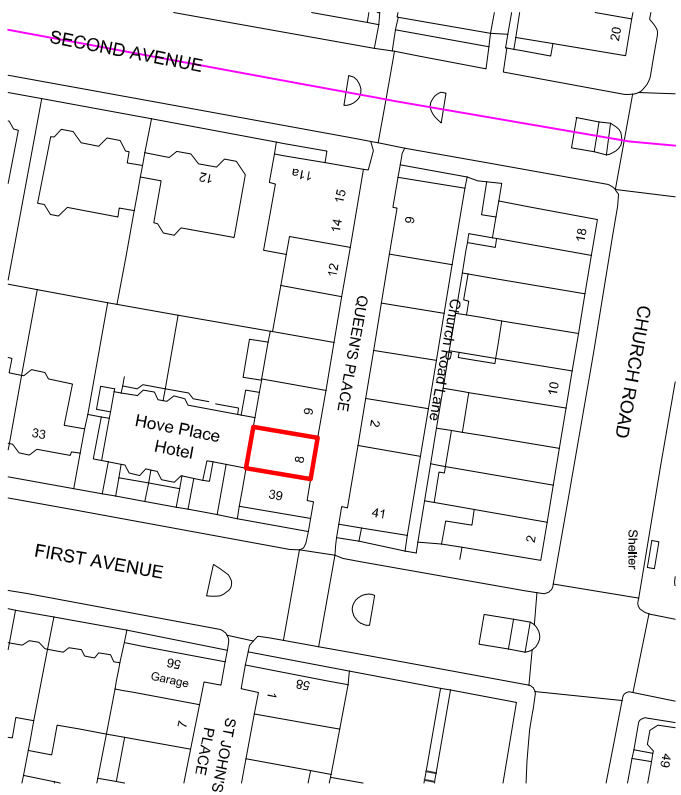 SECOND AVENUE
20
12
11a
15
14
12
6
18
QUEEN'S PLACE
Church Road Lane
CHURCH ROAD
10
9
2
33
Hove Place
Hotel
8
39
41
2
Shelter
FIRST AVENUE
56
Garage
7
1
58
ST JOHN'S
PLACE
49